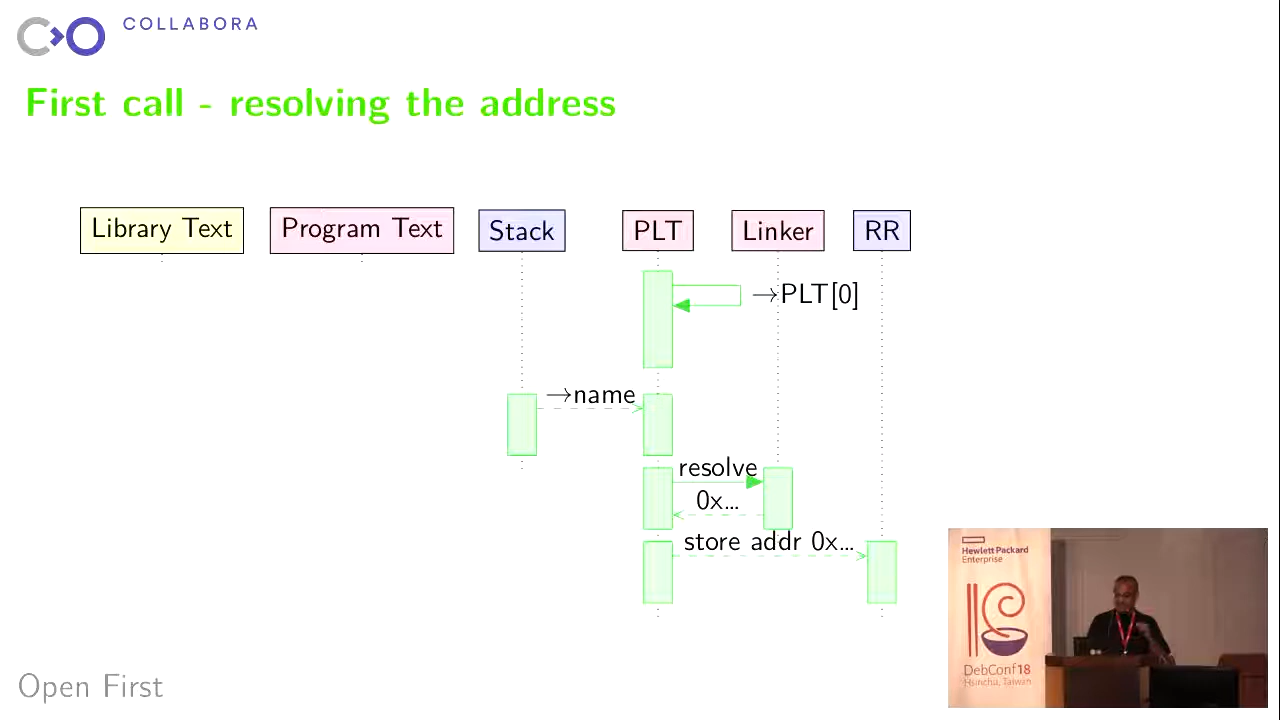 COLLABORA
First call - resolving the address
Library Text
Program Text
Stack
PLT
Linker
RR
→PLT[0]
→name
resolve
0x...
store addr 0x...
Hewlett Packard
Enterprise
DebConf18
Hsinchu, Taiwan
Open First